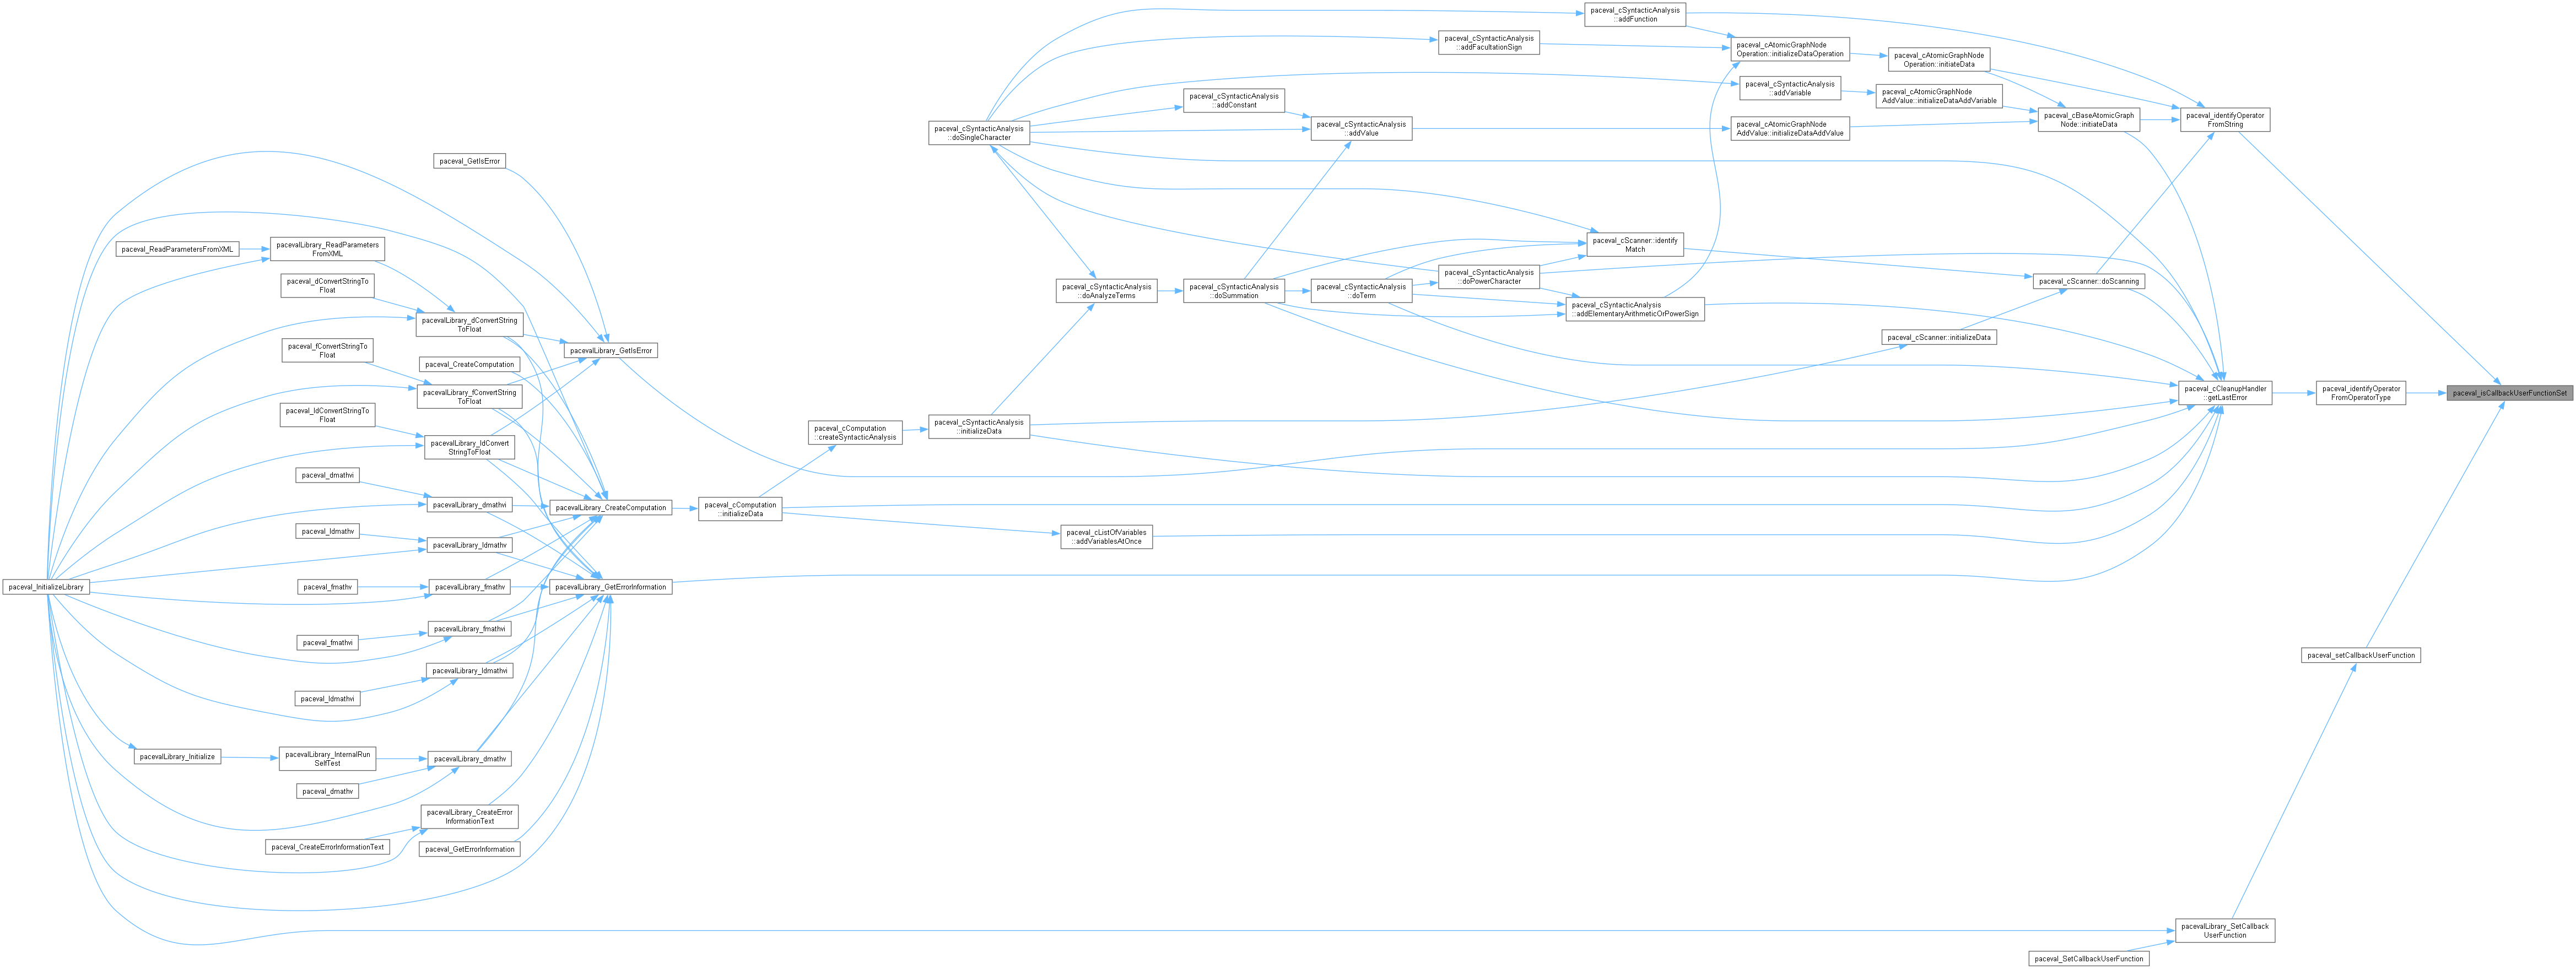 paceval_cSyntacticAnalysis
::addFunction
paceval_cSyntacticAnalysis
::addFacultationSign
paceval_cAtomicGraphNode
Operation::initializeDataOperation
paceval_cAtomicGraphNode
Operation::initiateData
paceval_cSyntacticAnalysis
::addVariable
paceval_cAtomicGraphNode
AddValue::initializeDataAddVariable
paceval_cSyntacticAnalysis
::addConstant
paceval_cBaseAtomicGraph
Node::initiateData
paceval_identifyOperator
FromString
paceval_cSyntacticAnalysis
::doSingleCharacter
paceval_cSyntacticAnalysis
::addValue
paceval_cAtomicGraphNode
AddValue::initializeDataAddValue
paceval_GetIsError
paceval_ReadParametersFromXML
pacevalLibrary_ReadParameters
FromXML
paceval_cScanner::identify
Match
paceval_dConvertStringTo
Float
paceval_cSyntacticAnalysis
::doAnalyzeTerms
paceval_cSyntacticAnalysis
::doSummation
paceval_cSyntacticAnalysis
::doTerm
paceval_cSyntacticAnalysis
::doPowerCharacter
paceval_cScanner::doScanning
paceval_cSyntacticAnalysis
::addElementaryArithmeticOrPowerSign
pacevalLibrary_dConvertString
ToFloat
paceval_fConvertStringTo
Float
pacevalLibrary_GetIsError
paceval_cScanner::initializeData
paceval_CreateComputation
pacevalLibrary_fConvertString
ToFloat
paceval_cCleanupHandler
::getLastError
paceval_identifyOperator
FromOperatorType
paceval_isCallbackUserFunctionSet
paceval_ldConvertStringTo
Float
pacevalLibrary_ldConvert
StringToFloat
paceval_cComputation
::createSyntacticAnalysis
paceval_cSyntacticAnalysis
::initializeData
paceval_dmathvi
pacevalLibrary_dmathvi
pacevalLibrary_CreateComputation
paceval_cComputation
::initializeData
paceval_ldmathv
pacevalLibrary_ldmathv
paceval_cListOfVariables
::addVariablesAtOnce
paceval_InitializeLibrary
paceval_fmathv
pacevalLibrary_fmathv
pacevalLibrary_GetErrorInformation
paceval_fmathvi
pacevalLibrary_fmathvi
paceval_setCallbackUserFunction
paceval_ldmathvi
pacevalLibrary_ldmathvi
pacevalLibrary_Initialize
pacevalLibrary_InternalRun
SelfTest
pacevalLibrary_dmathv
paceval_dmathv
pacevalLibrary_CreateError
InformationText
paceval_CreateErrorInformationText
paceval_GetErrorInformation
pacevalLibrary_SetCallback
UserFunction
paceval_SetCallbackUserFunction